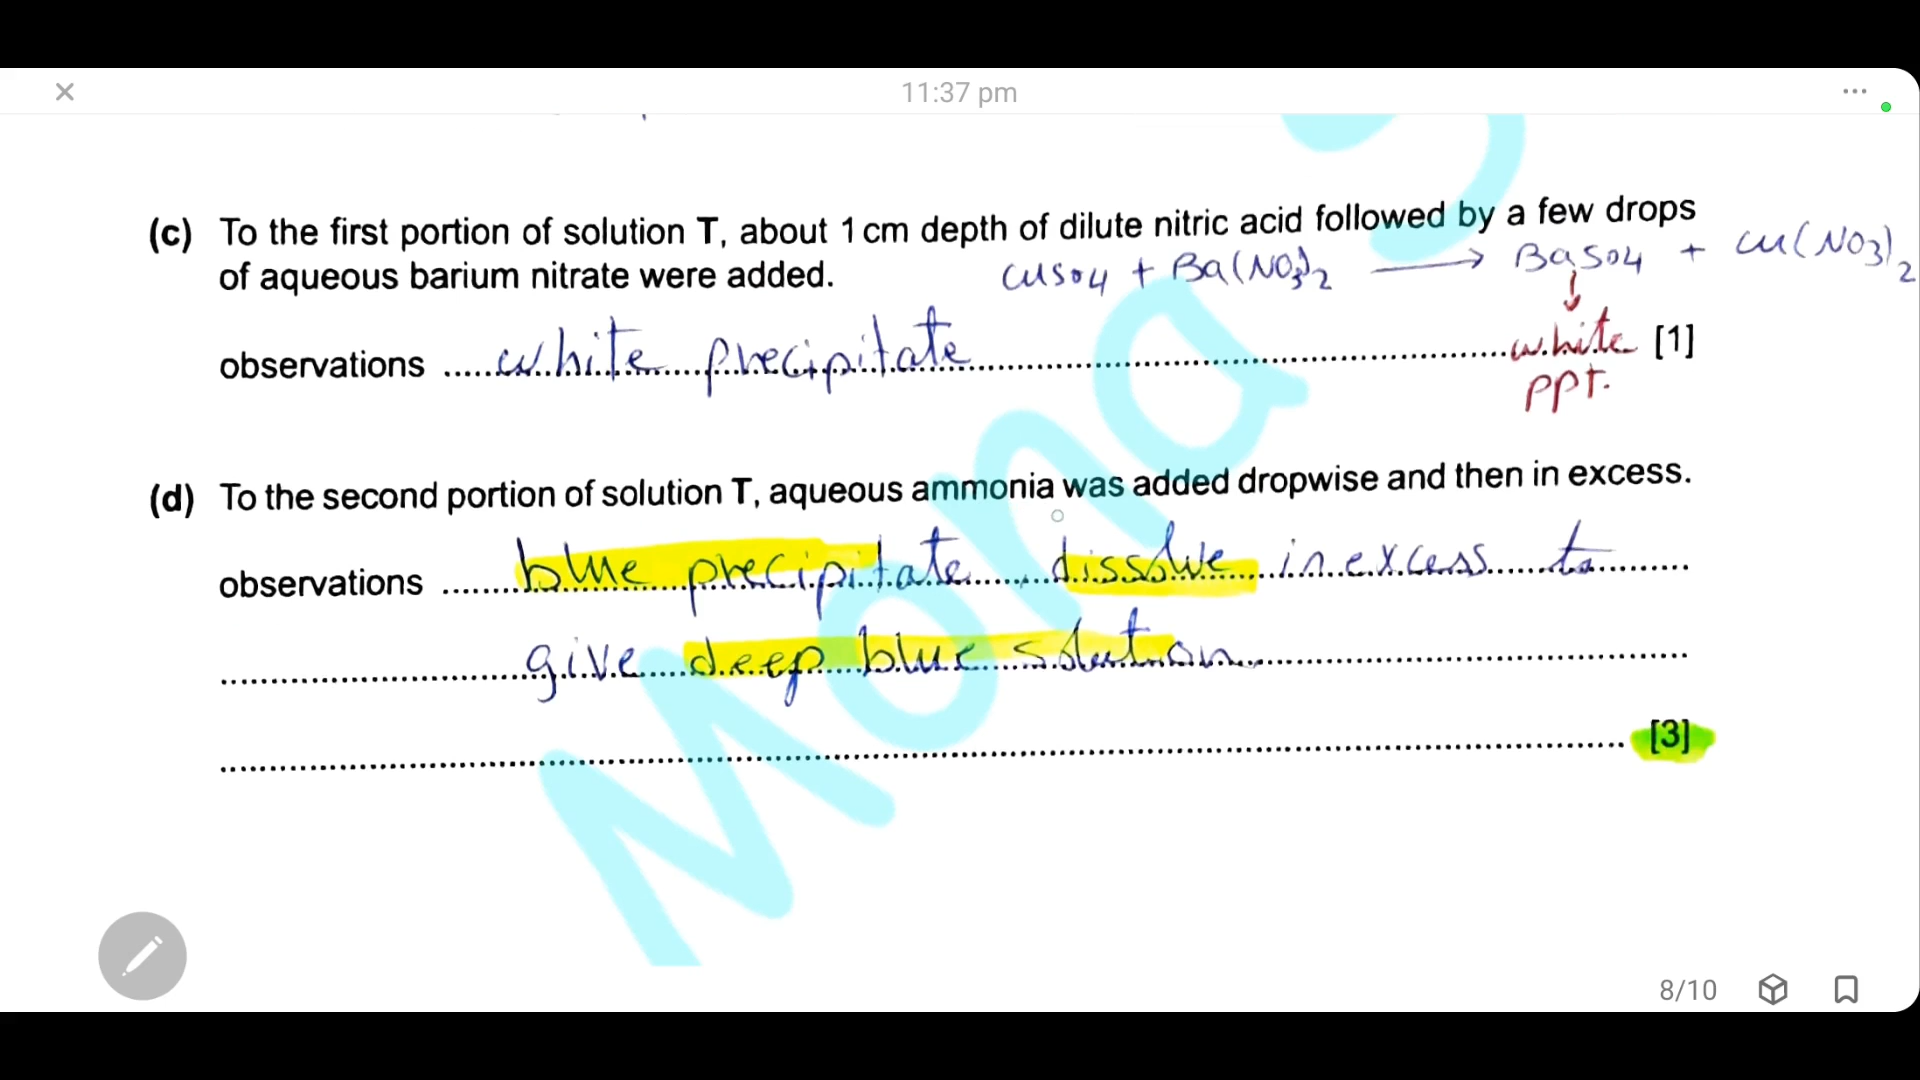 11:37 pm
(c) To the first portion of solution T, about 1 cm depth of dilute nitric acid followed by a few drops
of aqueous barium nitrate were added.
CuSO4 + Ba(NO3)2 → BaSO4 + Cu(NO3)2
observations white precipitate [1]
white
ppt.
(d) To the second portion of solution T, aqueous ammonia was added dropwise and then in excess.
observations blue precipitate, dissolve in excess to
give deep blue solution.
[3]
Mona
8/10